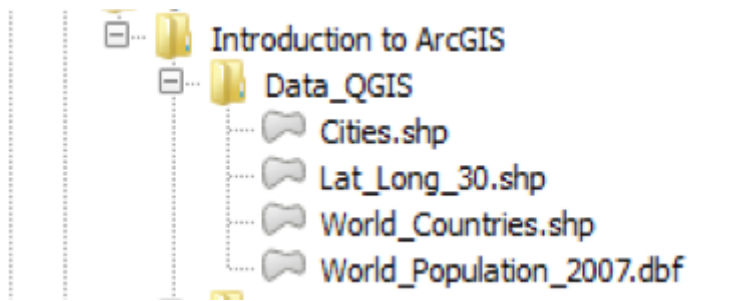 Introduction to ArcGIS
Data_QGIS
Cities.shp
Lat_Long_30.shp
World_Countries.shp
World_Population_2007.dbf